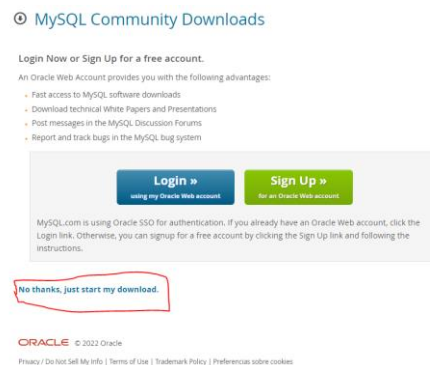 MySQL Community Downloads
Login Now or Sign Up for a free account.
An Oracle Web Account provides you with the following advantages:
Fast access to MySQL software downloads
Download technical White Papers and Presentations
Post messages in the MySQL Discussion Forums
Report and track bugs in the MySQL bug system
Login »
using my Oracle Web account
Sign Up »
for an Oracle Web account
MySQL.com is using Oracle SSO for authentication. If you already have an Oracle Web account, click the
Login link. Otherwise, you can signup for a free account by clicking the Sign Up link and following the
instructions.
No thanks, just start my download.
ORACLE © 2022 Oracle
Privacy / Do Not Sell My Info | Terms of Use | Trademark Policy | Preferencias sobre cookies